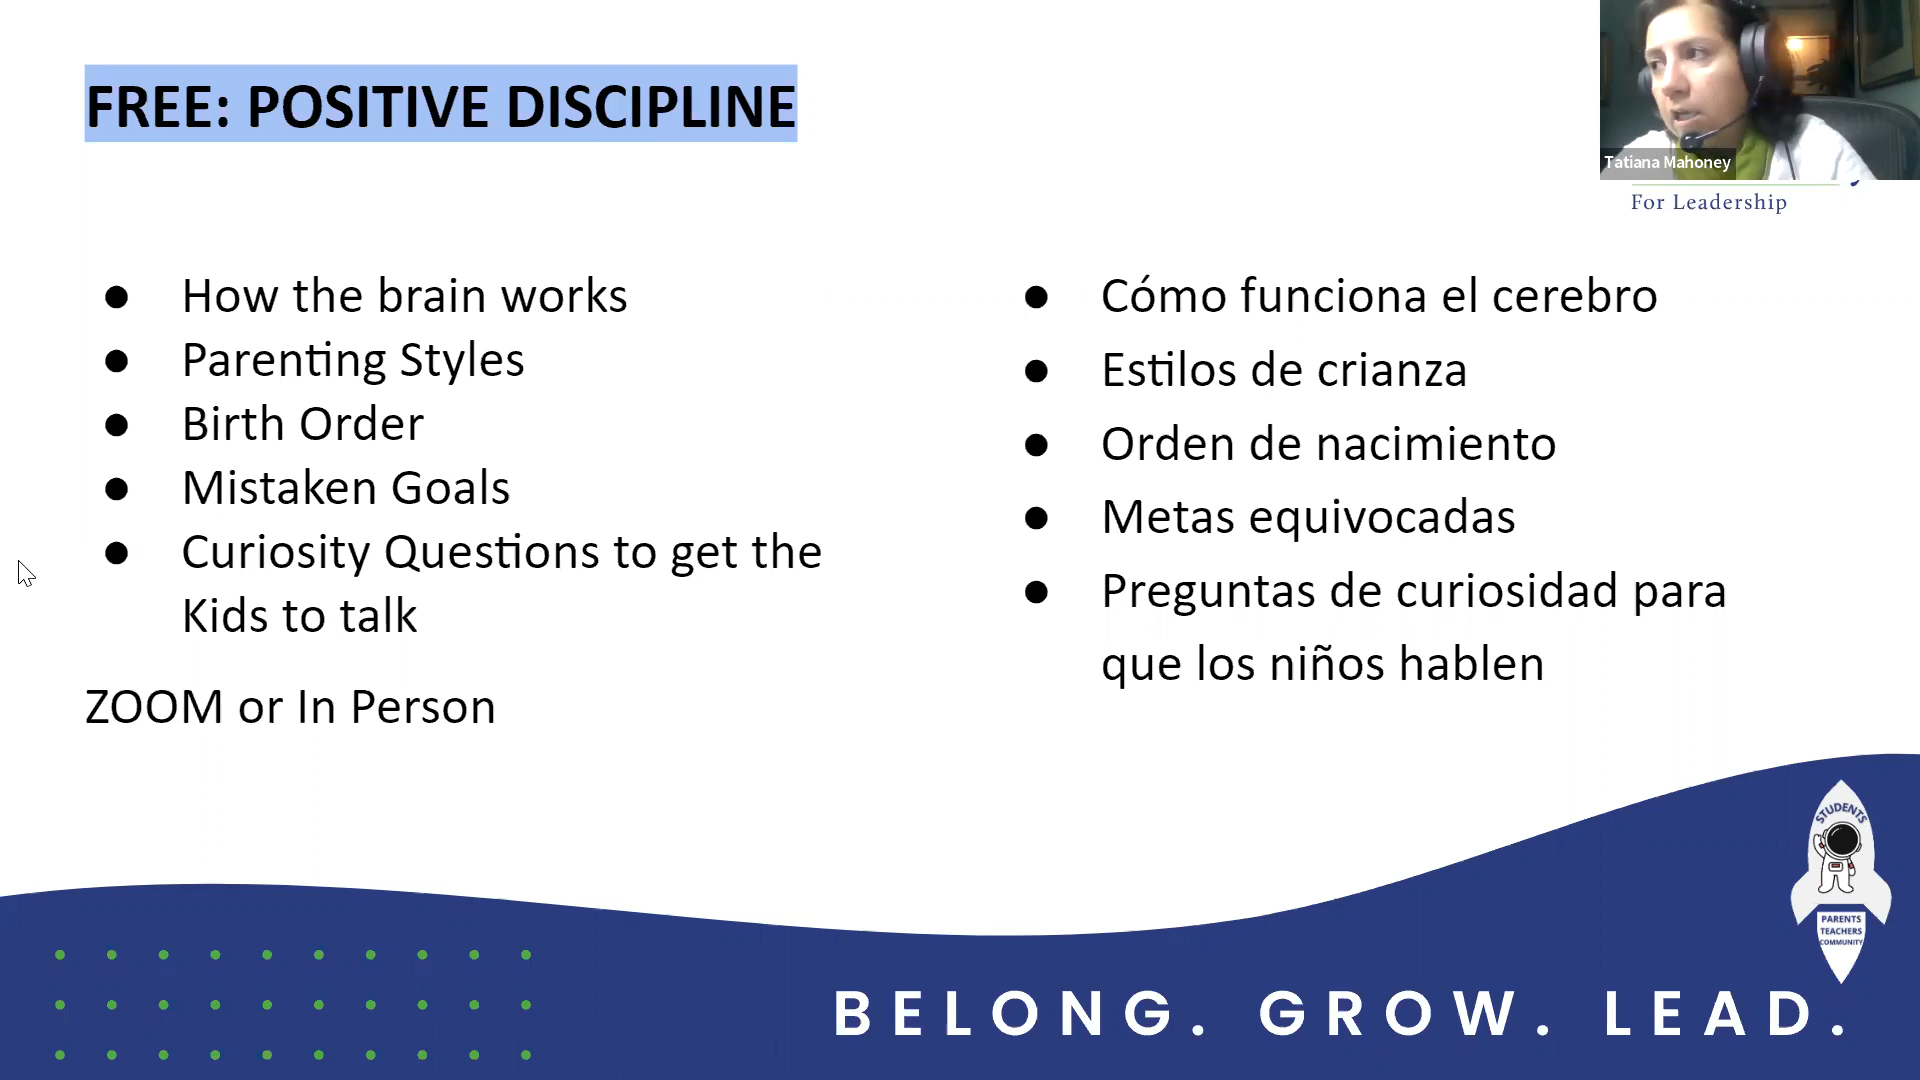 FREE: POSITIVE DISCIPLINE
Tatiana Mahoney
For Leadership
● How the brain works
● Parenting Styles
● Birth Order
● Mistaken Goals
● Curiosity Questions to get the
Kids to talk
ZOOM or In Person
● Cómo funciona el cerebro
● Estilos de crianza
● Orden de nacimiento
● Metas equivocadas
● Preguntas de curiosidad para
que los niños hablen
STUDENTS
PARENTS
TEACHERS
COMMUNITY
BELONG. GROW. LEAD.